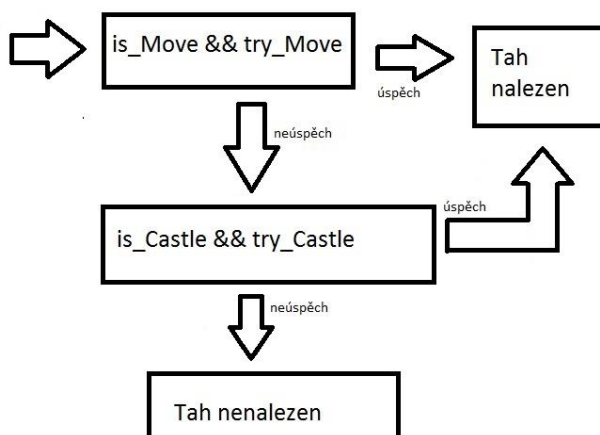 is_Move && try_Move
Tah
nalezen
úspěch
neúspěch
is_Castle && try_Castle
úspěch
neúspěch
Tah nenalezen